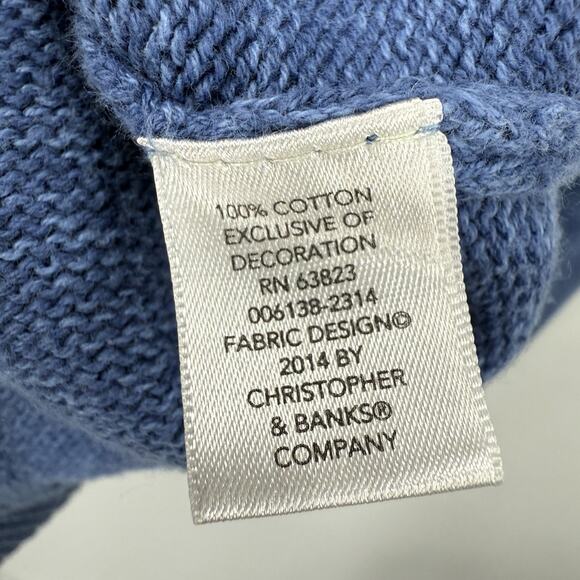 100% COTTON
EXCLUSIVE OF
DECORATION
RN 63823
006138-2314
FABRIC DESIGN©
2014 BY
CHRISTOPHER
& BANKS®
COMPANY